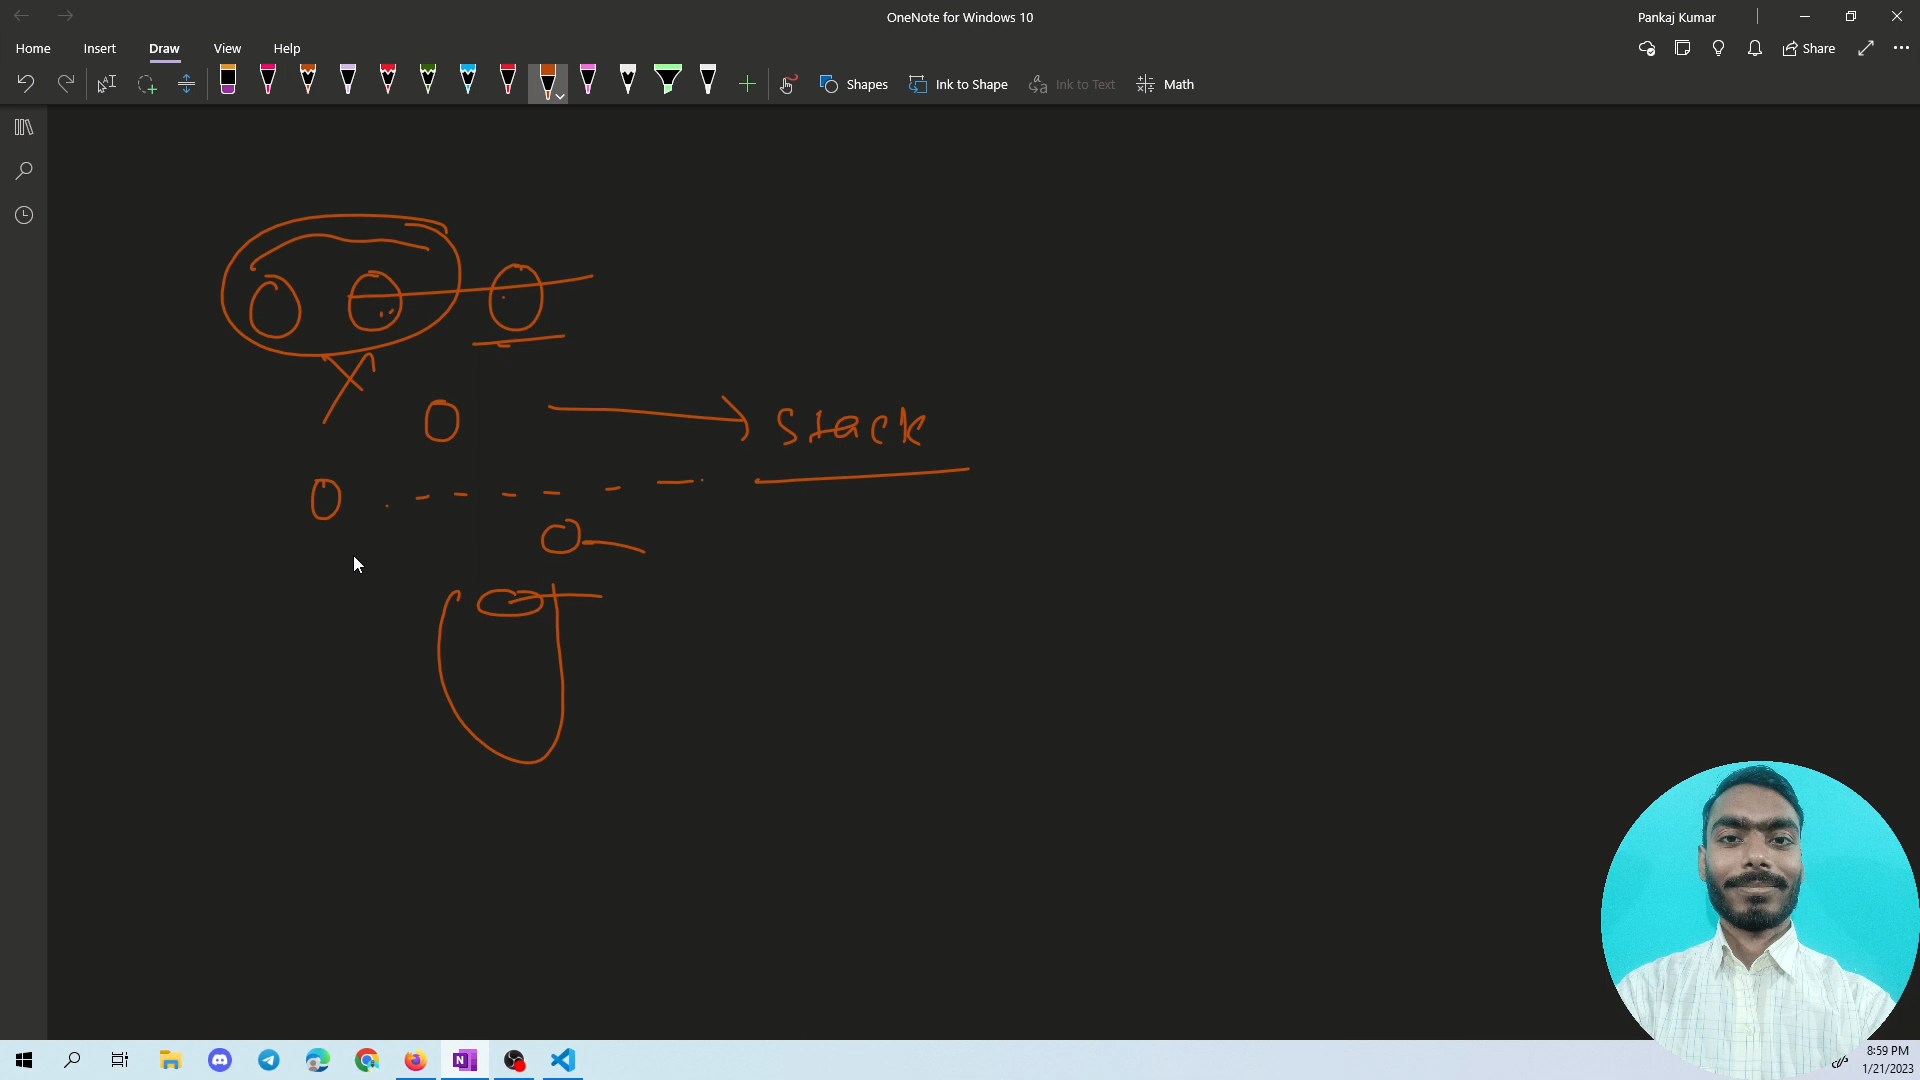 OneNote for Windows 10
Pankaj Kumar
Home Insert Draw View Help
Share
Shapes Ink to Shape Ink to Text Math
Stack
8:59 PM
1/21/2023